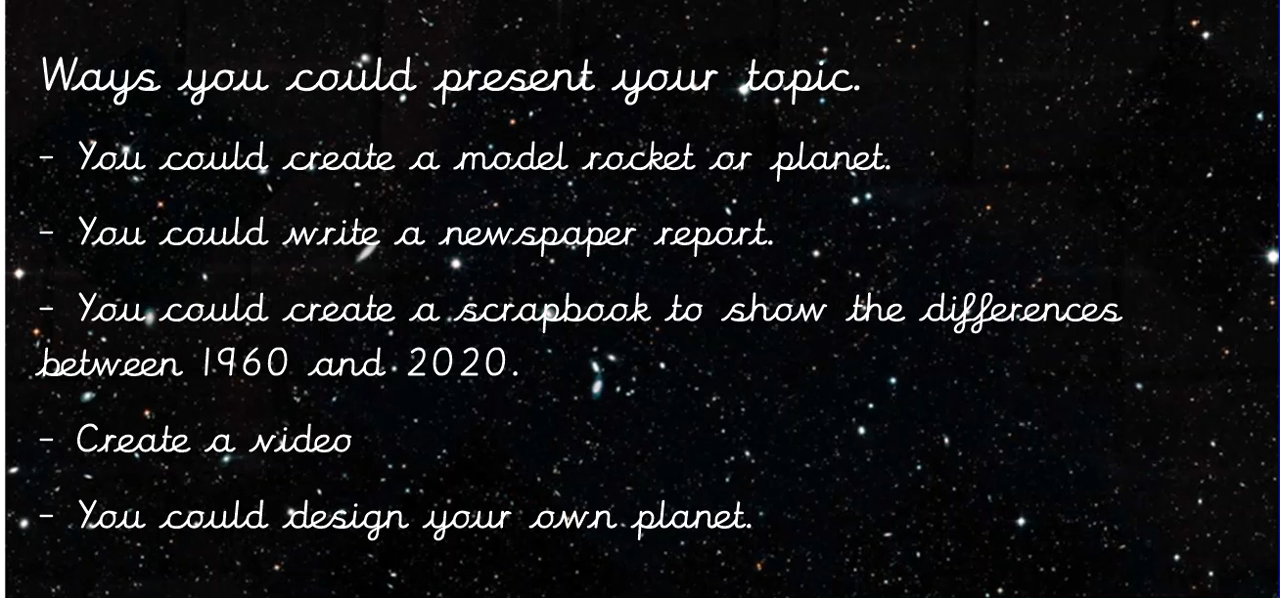 Ways you could present your topic.
- You could create a model rocket or planet.
- You could write a newspaper report.
- You could create a scrapbook to show the differences
between 1960 and 2020.
- Create a video
- You could design your own planet.